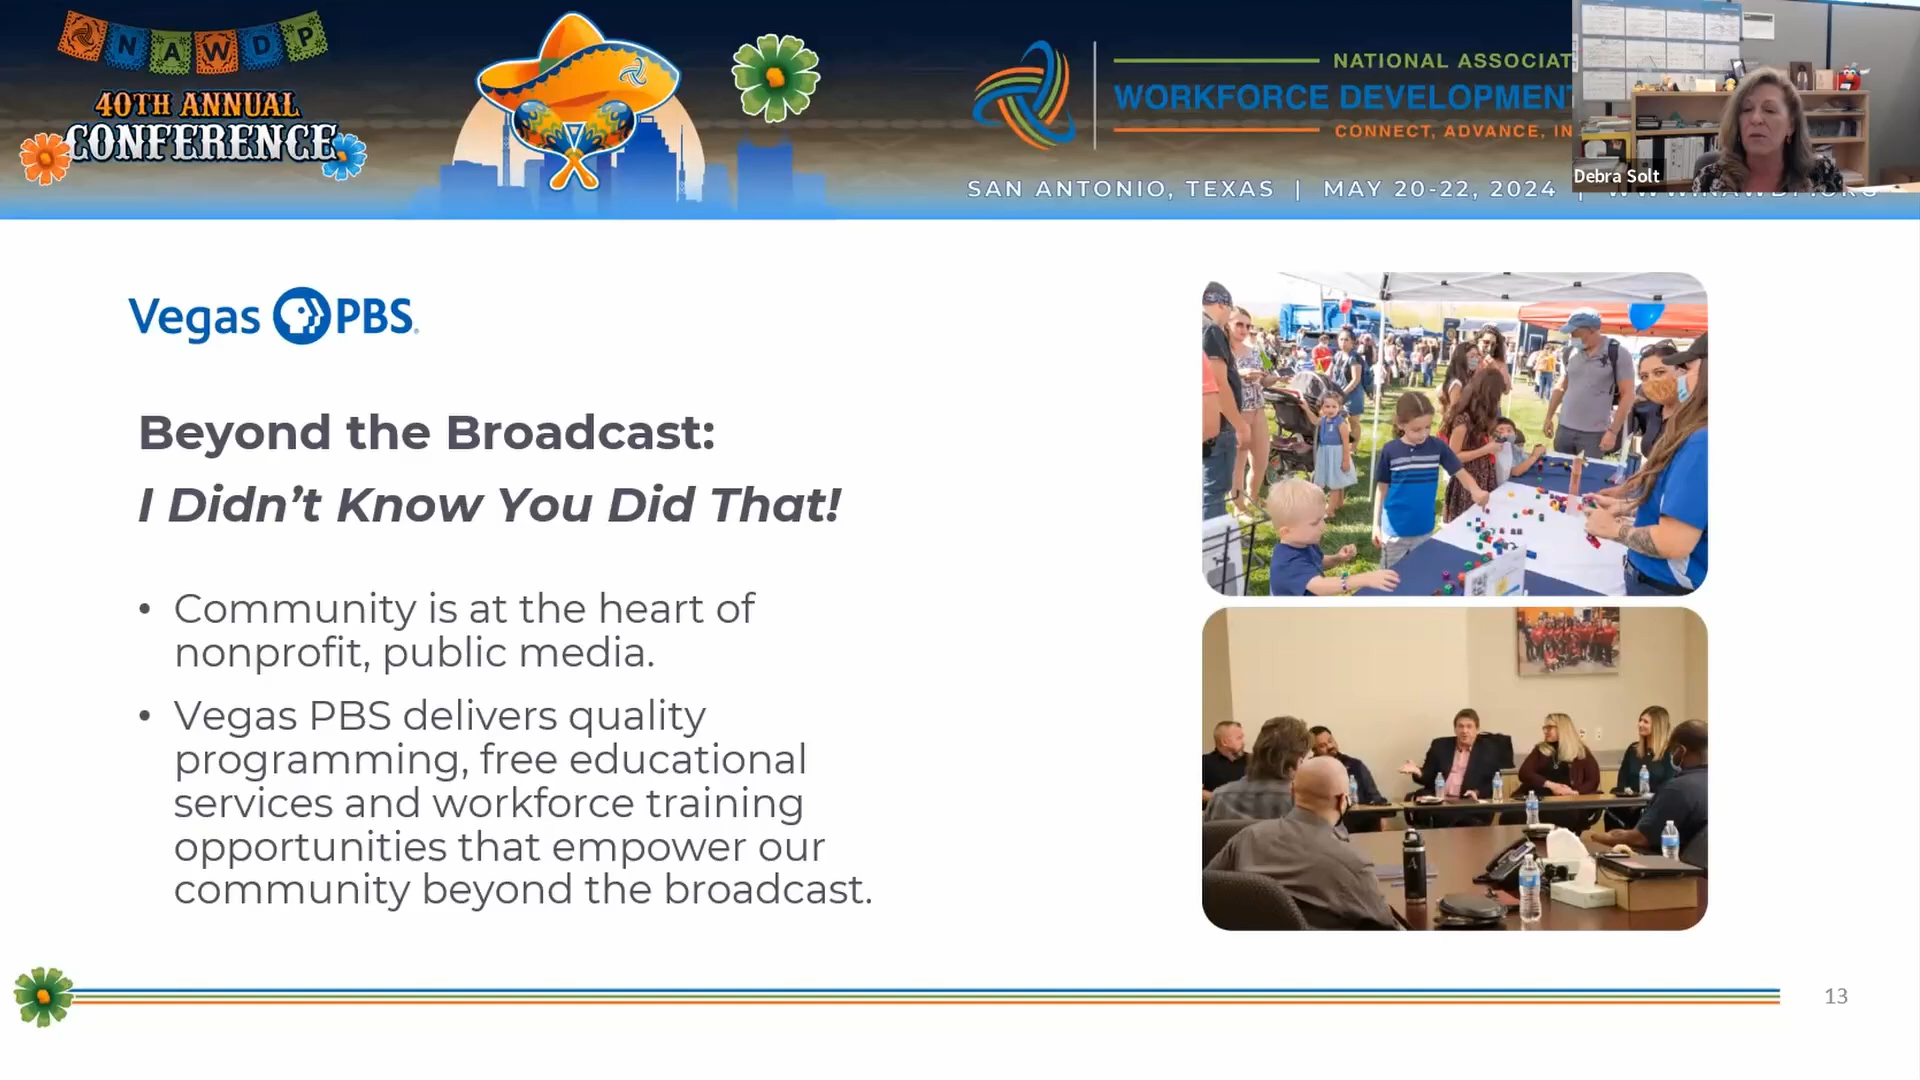 NAWDP
40TH ANNUAL
CONFERENCE
NATIONAL ASSOCIAT
WORKFORCE DEVELOPMEN
CONNECT, ADVANCE, IN
SAN ANTONIO, TEXAS | MAY 20-22, 2024 |
Debra Solt
Vegas PBS
Beyond the Broadcast:
I Didn’t Know You Did That!
• Community is at the heart of
nonprofit, public media.
• Vegas PBS delivers quality
programming, free educational
services and workforce training
opportunities that empower our
community beyond the broadcast.
13